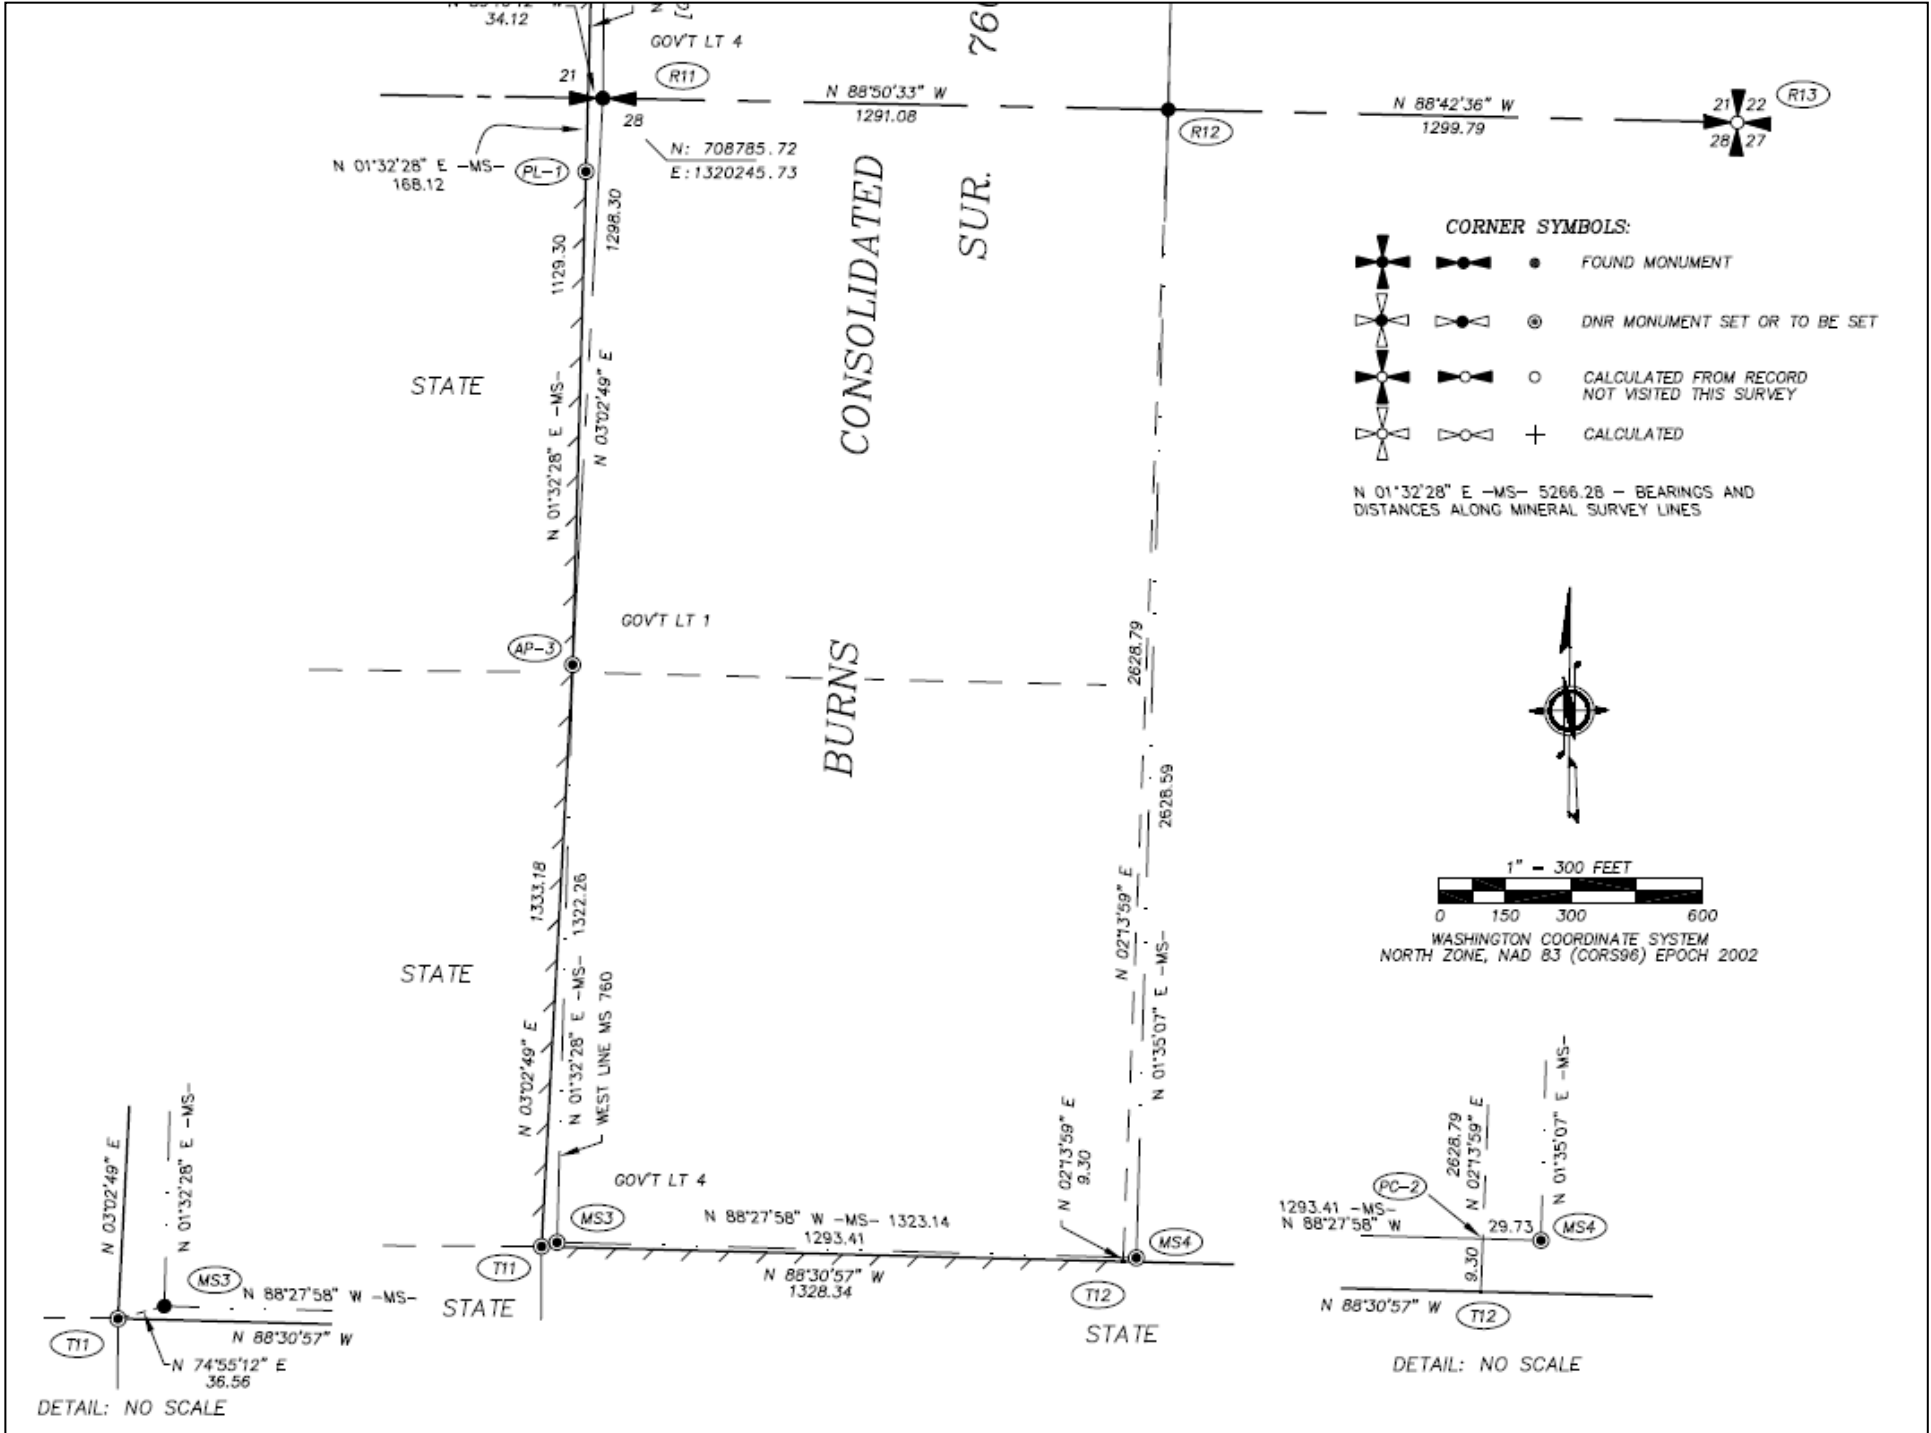 34.12
GOV'T LT 4
760
21
R11
28
N 88°50'33" W
1291.08
N 88°42'36" W
1299.79
R12
21 22
28 27
R13
N: 708785.72
E: 1320245.73
N 01°32'28" E -MS-
168.12
PL-1
1129.30
1298.30
CONSOLIDATED
SUR.
CORNER SYMBOLS:
FOUND MONUMENT
DNR MONUMENT SET OR TO BE SET
CALCULATED FROM RECORD
NOT VISITED THIS SURVEY
CALCULATED
N 01°32'28" E -MS- 5266.28 - BEARINGS AND
DISTANCES ALONG MINERAL SURVEY LINES
STATE
N 01°32'28" E -MS-
N 03°02'49" E
AP-3
GOV'T LT 1
BURNS
2628.79
2628.59
1" - 300 FEET
0 150 300 600
WASHINGTON COORDINATE SYSTEM
NORTH ZONE, NAD 83 (CORS96) EPOCH 2002
1333.18
1322.26
STATE
N 03°02'49" E
N 01°32'28" E -MS-
WEST LINE MS 760
N 02°13'59" E
N 01°35'07" E -MS-
GOV'T LT 4
MS3
N 88°27'58" W -MS- 1323.14
1293.41
N 02°13'59" E
9.30
MS4
T11
N 88°30'57" W
1328.34
T12
STATE
STATE
N 03°02'49" E
N 01°32'28" E -MS-
MS3
N 88°27'58" W -MS-
T11
N 88°30'57" W
N 74°55'12" E
36.56
DETAIL: NO SCALE
2628.79
N 02°13'59" E
N 01°35'07" E -MS-
PC-2
1293.41 -MS-
N 88°27'58" W
29.73
MS4
9.30
N 88°30'57" W
T12
DETAIL: NO SCALE